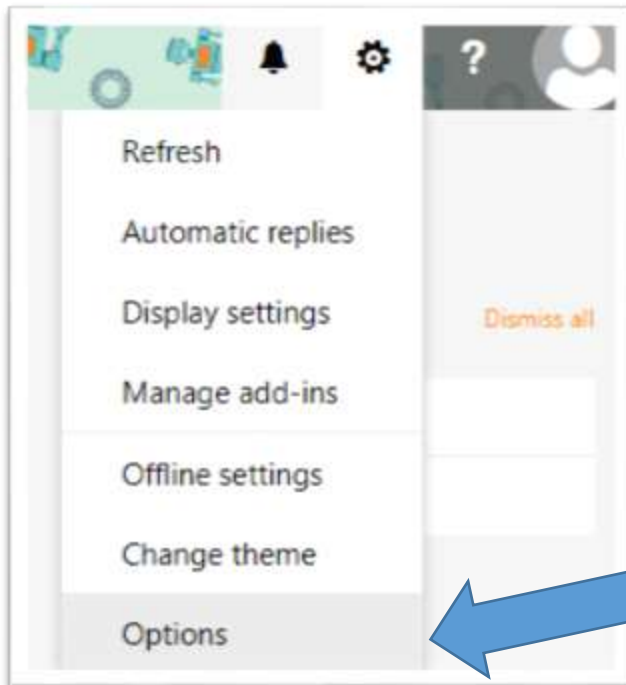 ?
Refresh
Automatic replies
Display settings
Dismiss all
Manage add-ins
Offline settings
Change theme
Options